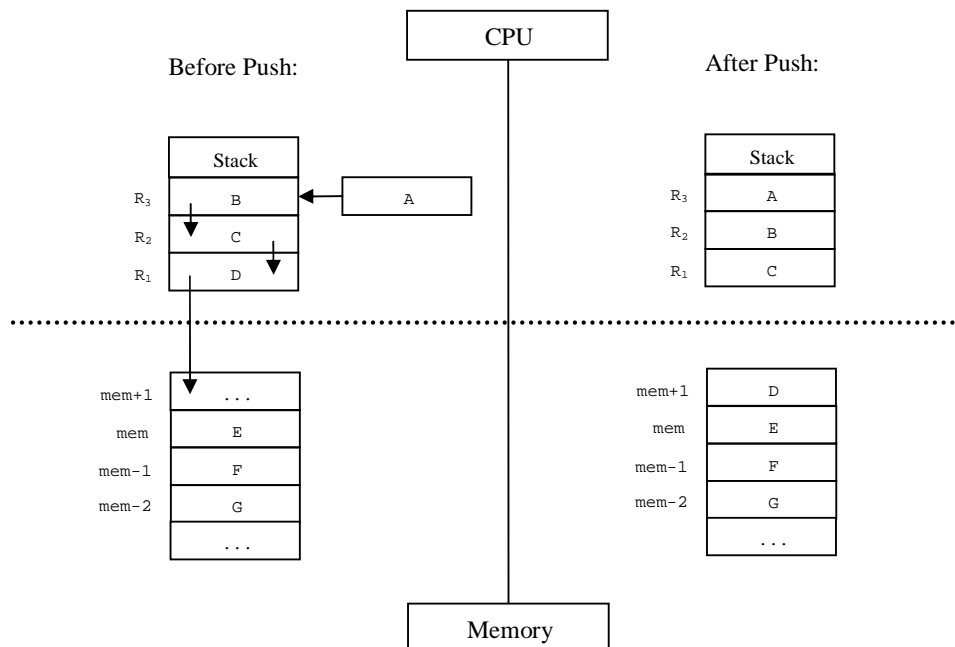 CPU
Before Push:
After Push:
Stack
R3 B
A
R2 C
R1 D
Stack
R3 A
R2 B
R1 C
mem+1 ...
mem E
mem-1 F
mem-2 G
...
mem+1 D
mem E
mem-1 F
mem-2 G
...
Memory